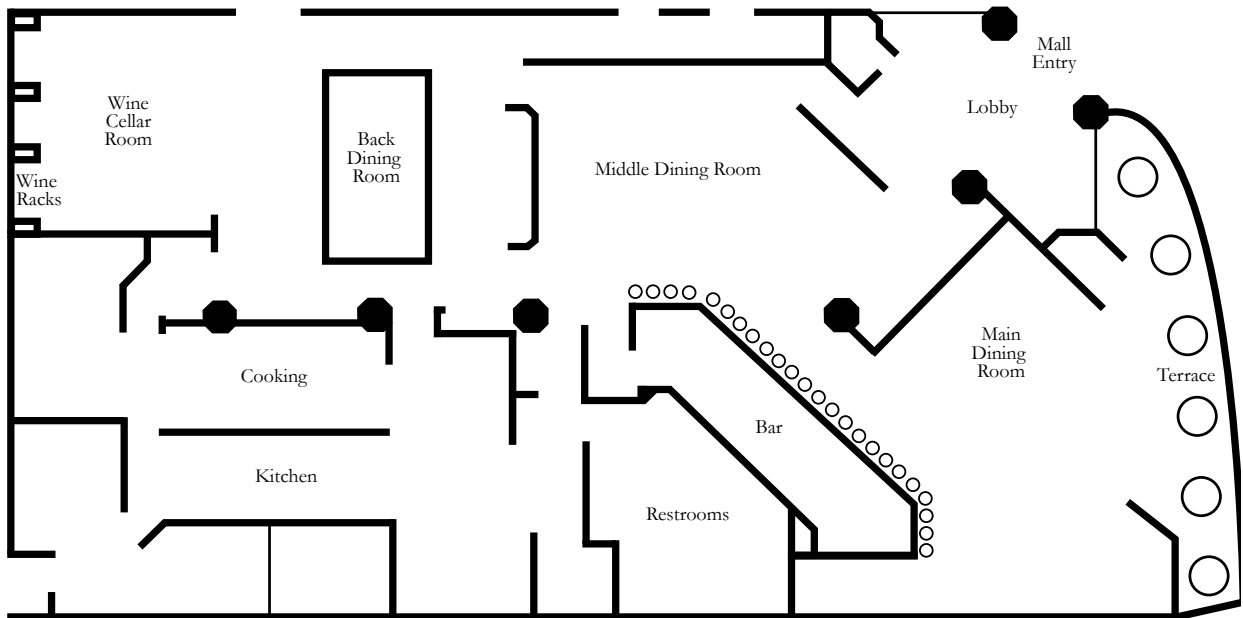 Mall
Entry
Lobby
Wine
Cellar
Room
Back
Dining
Room
Middle Dining Room
Wine
Racks
Main
Dining
Room
Terrace
Cooking
Bar
Kitchen
Restrooms